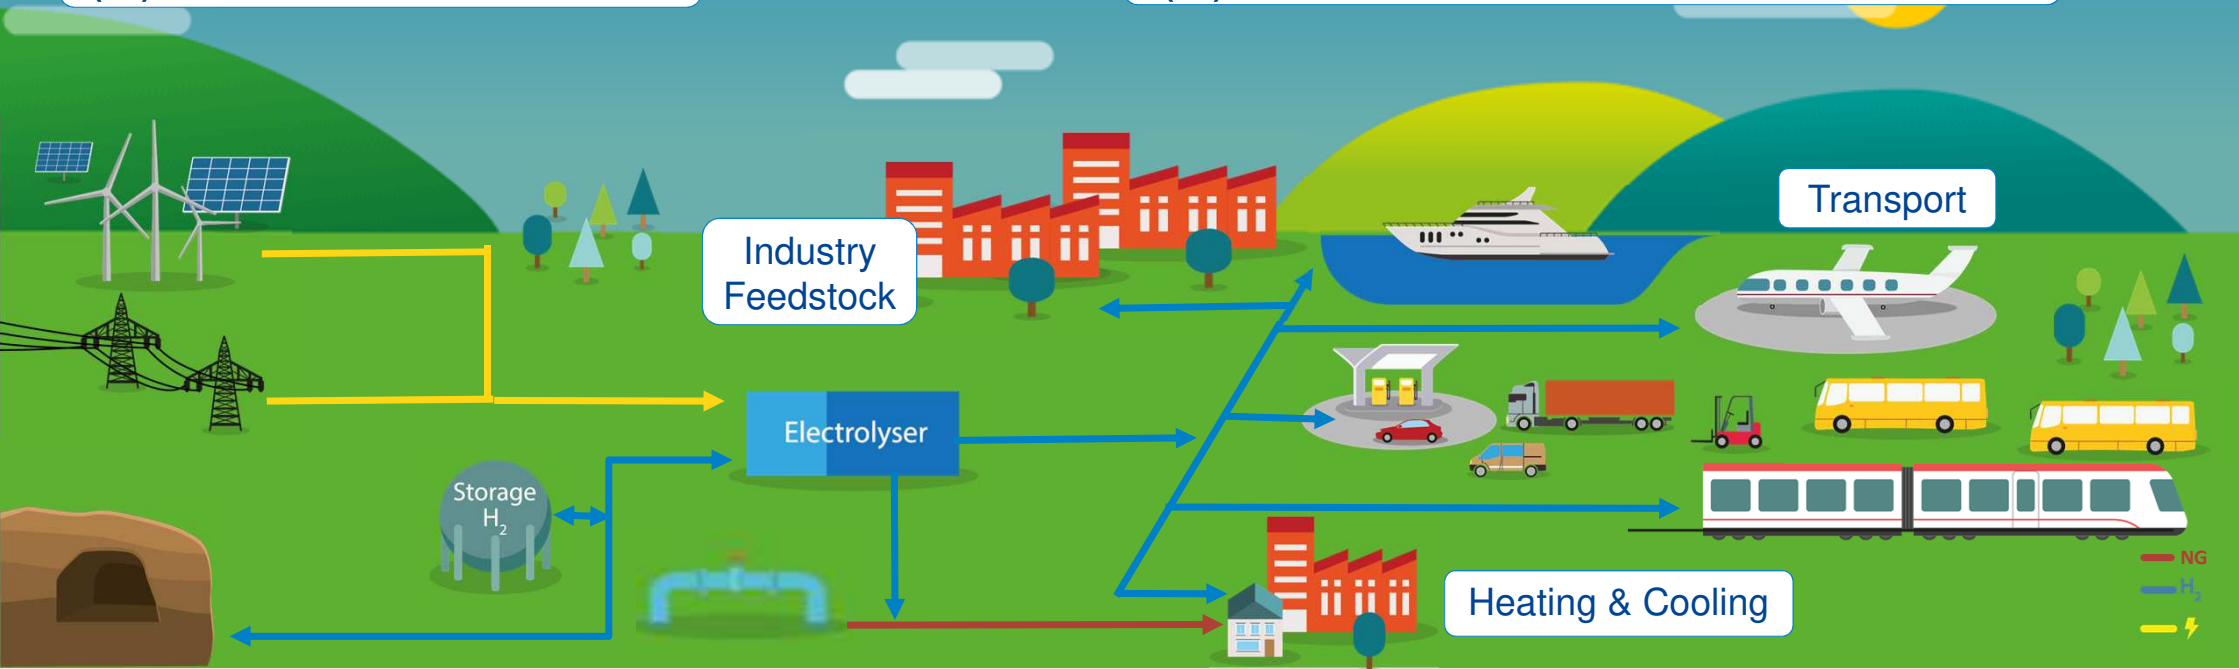 Transport
Industry
Feedstock
Electrolyser
Storage
H₂
NG
H₂
Heating & Cooling